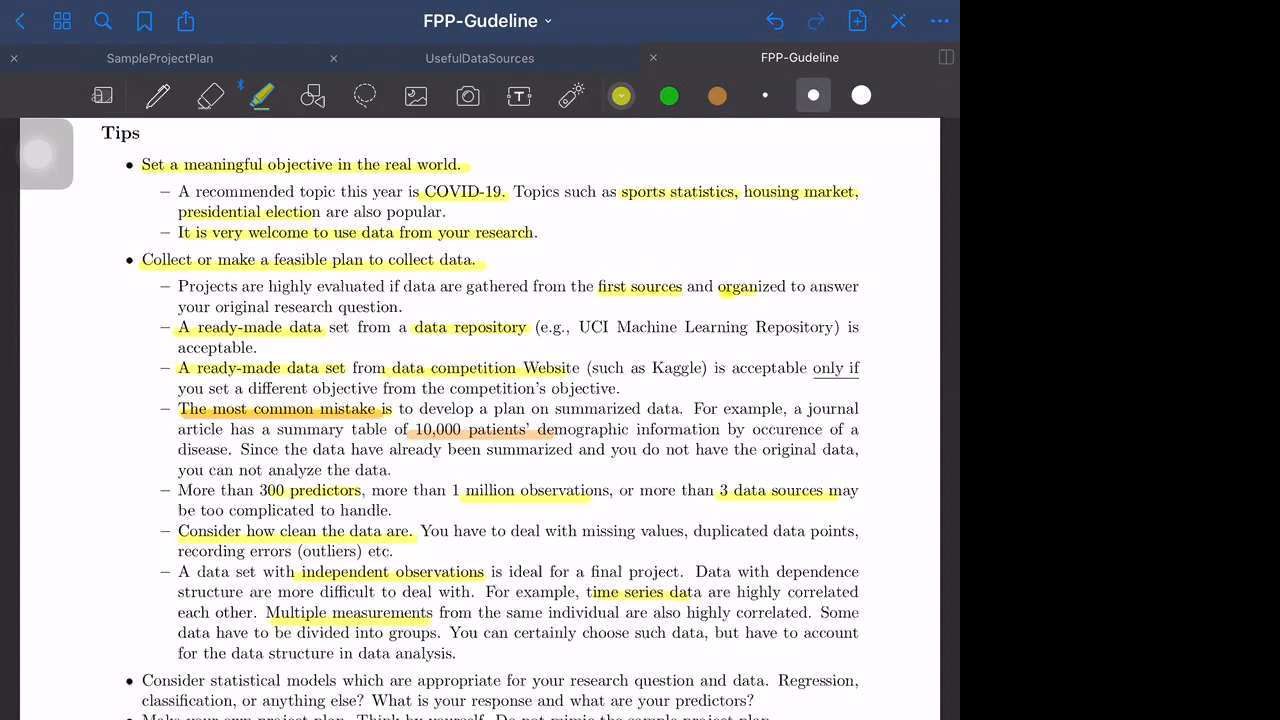 FPP-Gudeline
SampleProjectPlan
UsefulDataSources
FPP-Gudeline
T
Tips
• Set a meaningful objective in the real world.
– A recommended topic this year is COVID-19. Topics such as sports statistics, housing market,
presidential election are also popular.
– It is very welcome to use data from your research.
• Collect or make a feasible plan to collect data.
– Projects are highly evaluated if data are gathered from the first sources and organized to answer
your original research question.
– A ready-made data set from a data repository (e.g., UCI Machine Learning Repository) is
acceptable.
– A ready-made data set from data competition Website (such as Kaggle) is acceptable only if
you set a different objective from the competition's objective.
– The most common mistake is to develop a plan on summarized data. For example, a journal
article has a summary table of 10,000 patients' demographic information by occurence of a
disease. Since the data have already been summarized and you do not have the original data,
you can not analyze the data.
– More than 300 predictors, more than 1 million observations, or more than 3 data sources may
be too complicated to handle.
– Consider how clean the data are. You have to deal with missing values, duplicated data points,
recording errors (outliers) etc.
– A data set with independent observations is ideal for a final project. Data with dependence
structure are more difficult to deal with. For example, time series data are highly correlated
each other. Multiple measurements from the same individual are also highly correlated. Some
data have to be divided into groups. You can certainly choose such data, but have to account
for the data structure in data analysis.
• Consider statistical models which are appropriate for your research question and data. Regression,
classification, or anything else? What is your response and what are your predictors?
• Make your own project plan. Think by yourself. Do not mimic the sample project plan.